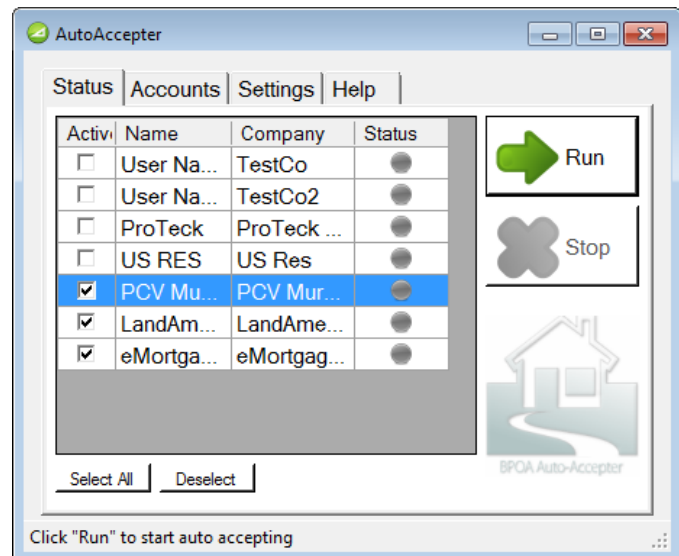 AutoAccepter
Status Accounts Settings Help
Activ Name Company Status
User Na... TestCo
User Na... TestCo2
ProTeck ProTeck ...
US RES US Res
PCV Mu... PCV Mur...
LandAm... LandAme...
eMortga... eMortgag...
Run
Stop
BPOA Auto-Accepter
Select All Deselect
Click "Run" to start auto accepting